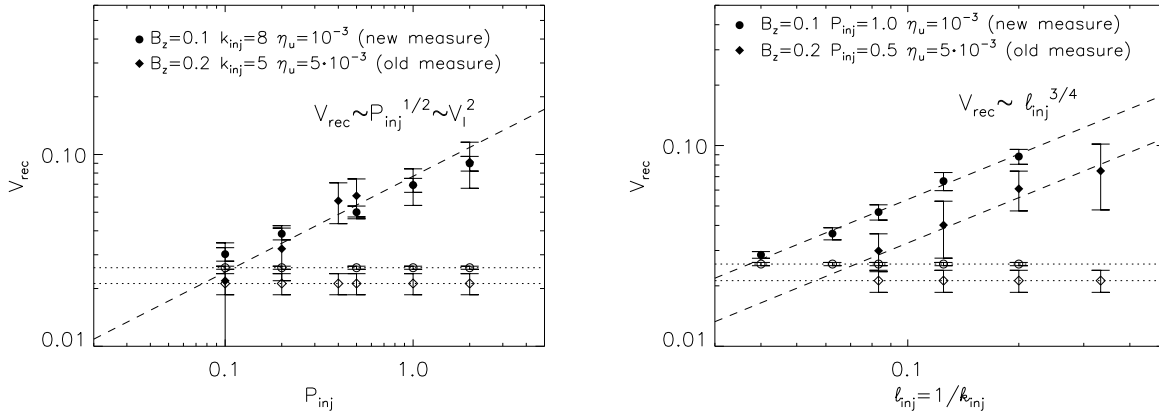 ● B_z=0.1 k_inj=8 η_u=10^-3 (new measure)
◆ B_z=0.2 k_inj=5 η_u=5·10^-3 (old measure)
V_rec~P_inj^1/2~V_l^2
V_rec
0.10
0.01
0.1
1.0
P_inj
● B_z=0.1 P_inj=1.0 η_u=10^-3 (new measure)
◆ B_z=0.2 P_inj=0.5 η_u=5·10^-3 (old measure)
V_rec~ ℓ_inj^3/4
V_rec
0.10
0.01
0.1
ℓ_inj=1/k_inj